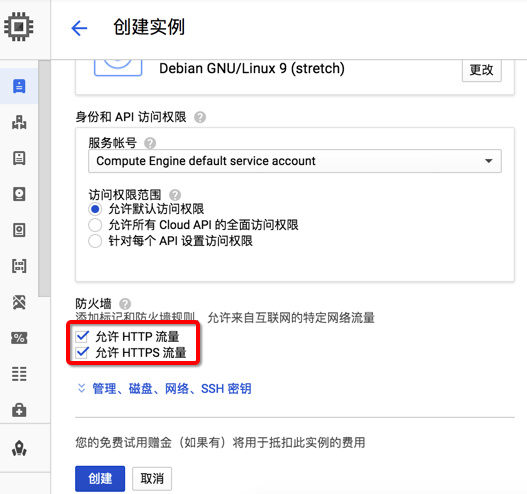 创建实例
Debian GNU/Linux 9 (stretch)
更改
身份和 API 访问权限
服务帐号
Compute Engine default service account
访问权限范围
允许默认访问权限
允许所有 Cloud API 的全面访问权限
针对每个 API 设置访问权限
防火墙
添加标记和防火墙规则，允许来自互联网的特定网络流量
允许 HTTP 流量
允许 HTTPS 流量
管理、磁盘、网络、SSH 密钥
您的免费试用赠金（如果有）将用于抵扣此实例的费用
创建
取消